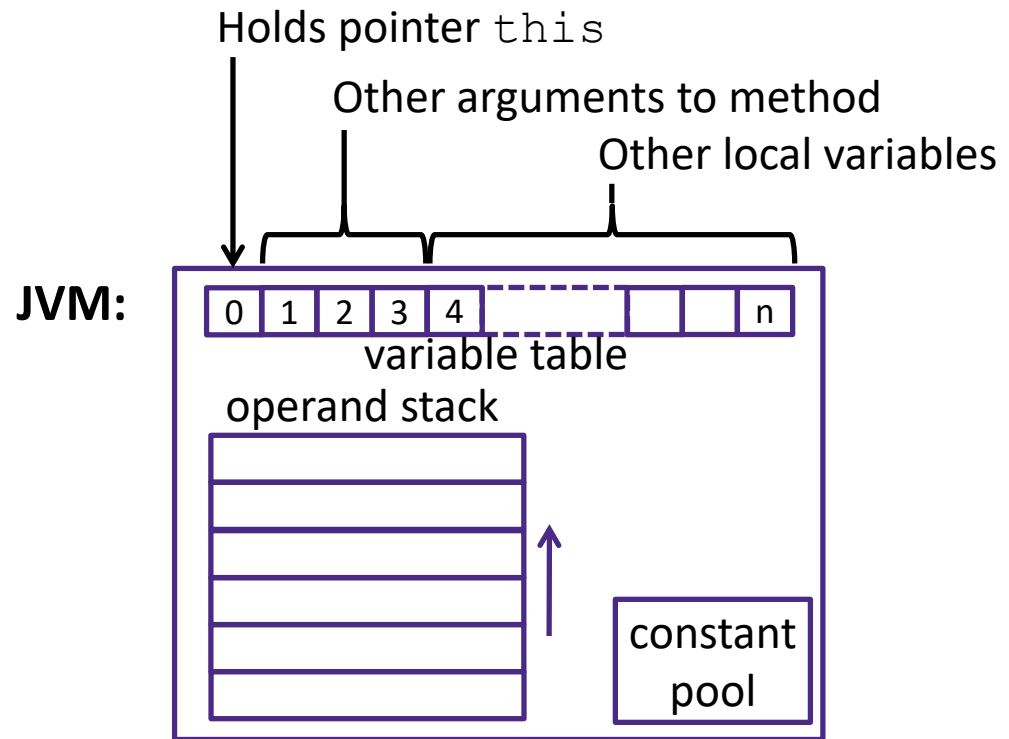 Holds pointer this
Other arguments to method
Other local variables
JVM:
0 1 2 3 4 n
variable table
operand stack
constant
pool